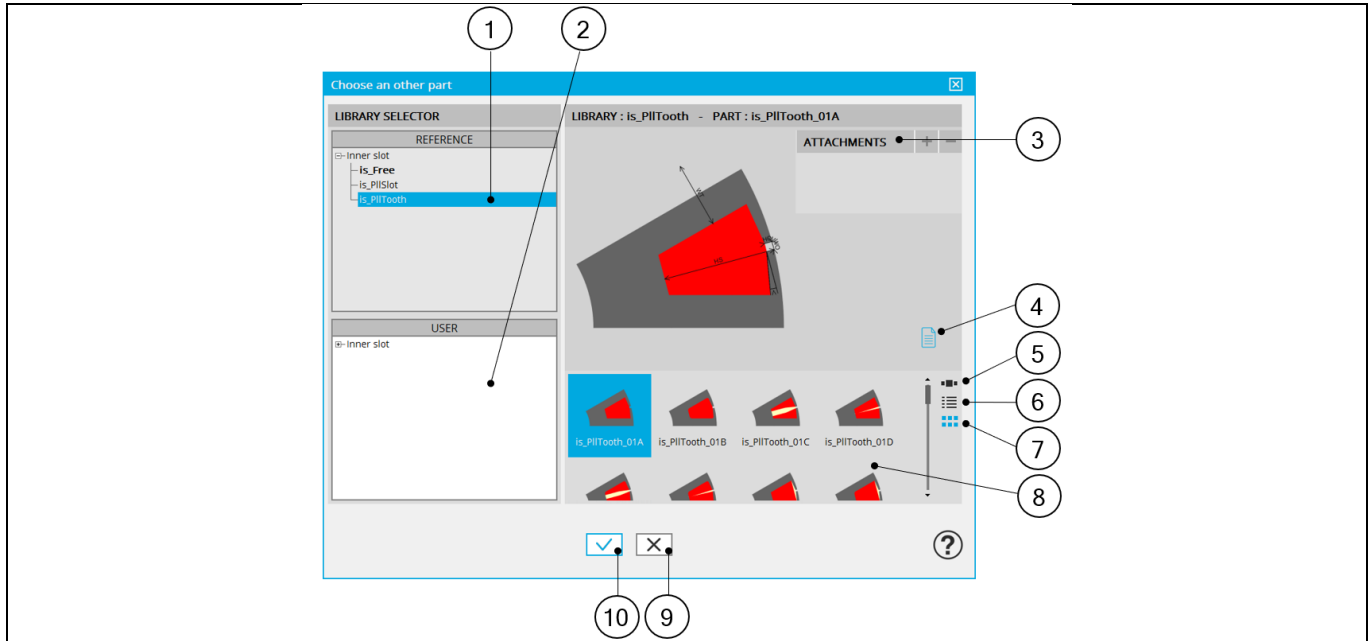 1
2
Choose an other part
LIBRARY SELECTOR
LIBRARY : is_PllTooth - PART : is_PllTooth_01A
REFERENCE
ATTACHMENTS
3
Inner slot
is_Free
is_PllSlot
is_PllTooth
USER
Inner slot
4
5
6
7
8
is_PllTooth_01A
is_PllTooth_01B
is_PllTooth_01C
is_PllTooth_01D
?
10
9